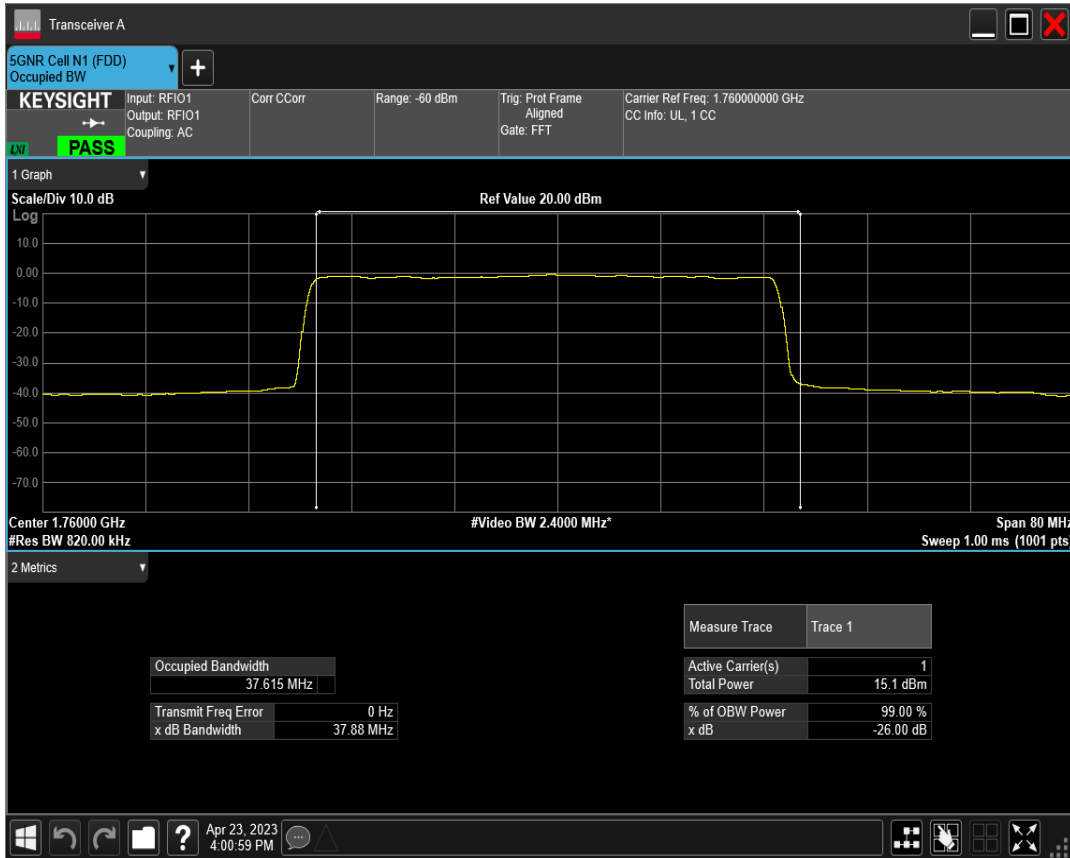 Transceiver A
5GNR Cell N1 (FDD)
Occupied BW
+
KEYSIGHT
LXI
PASS
Input: RFIO1
Output: RFIO1
Coupling: AC
Corr CCorr
Range: -60 dBm
Trig: Prot Frame
Aligned
Gate: FFT
Carrier Ref Freq: 1.760000000 GHz
CC Info: UL, 1 CC
1 Graph
Scale/Div 10.0 dB
Ref Value 20.00 dBm
Log
10.0
0.00
-10.0
-20.0
-30.0
-40.0
-50.0
-60.0
-70.0
Center 1.76000 GHz
#Video BW 2.4000 MHz*
Span 80 MHz
#Res BW 820.00 kHz
Sweep 1.00 ms (1001 pts)
2 Metrics
Measure Trace Trace 1
Occupied Bandwidth
37.615 MHz
Active Carrier(s) 1
Total Power 15.1 dBm
Transmit Freq Error 0 Hz
x dB Bandwidth 37.88 MHz
% of OBW Power 99.00 %
x dB -26.00 dB
?
Apr 23, 2023
4:00:59 PM